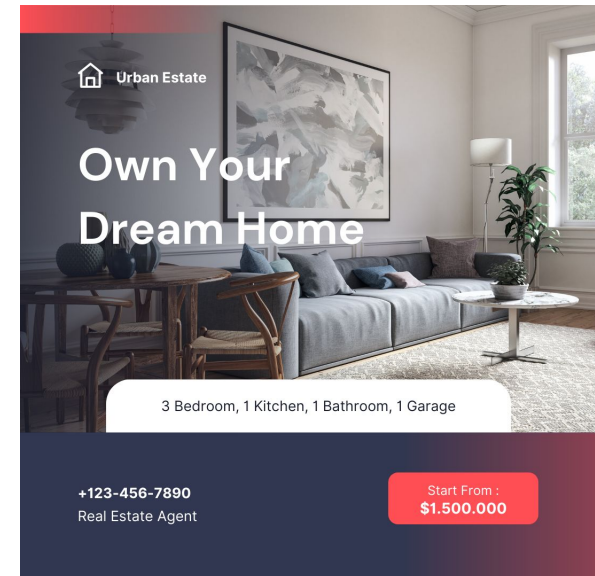 Urban Estate
Own Your
Dream Home
3 Bedroom, 1 Kitchen, 1 Bathroom, 1 Garage
+123-456-7890
Real Estate Agent
Start From :
$1.500.000